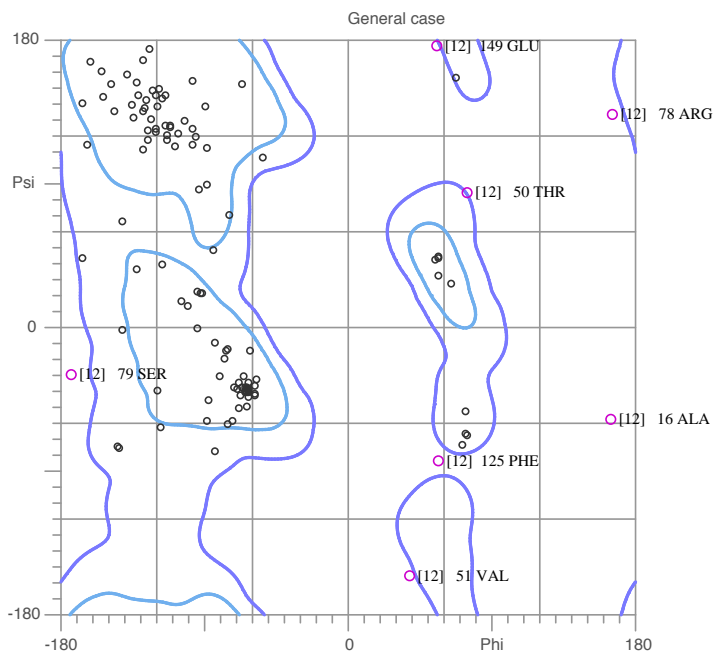 General case
180
[12] 149 GLU
[12] 78 ARG
Psi
[12] 50 THR
0
[12] 79 SER
[12] 16 ALA
[12] 125 PHE
[12] 51 VAL
-180
-180
0
Phi
180